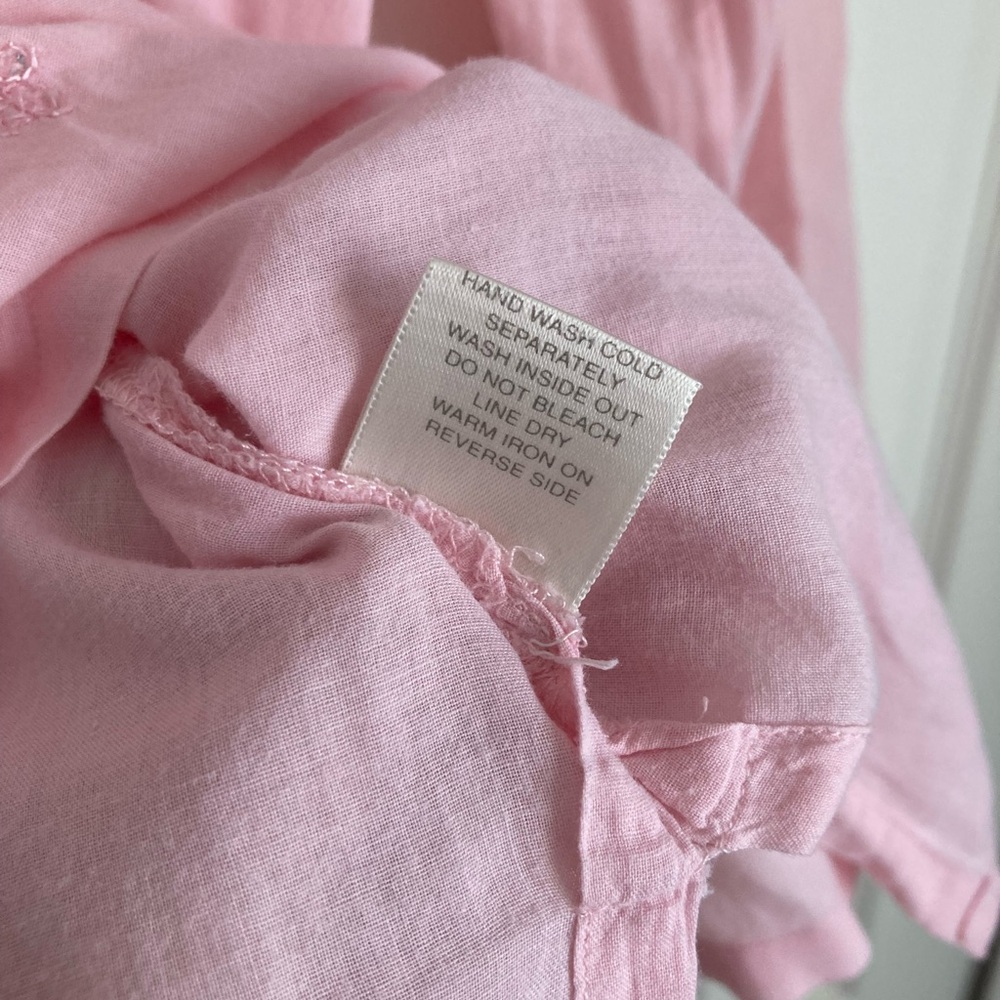 HAND WASH COLD
SEPARATELY
WASH INSIDE OUT
DO NOT BLEACH
LINE DRY
WARM IRON ON
REVERSE SIDE